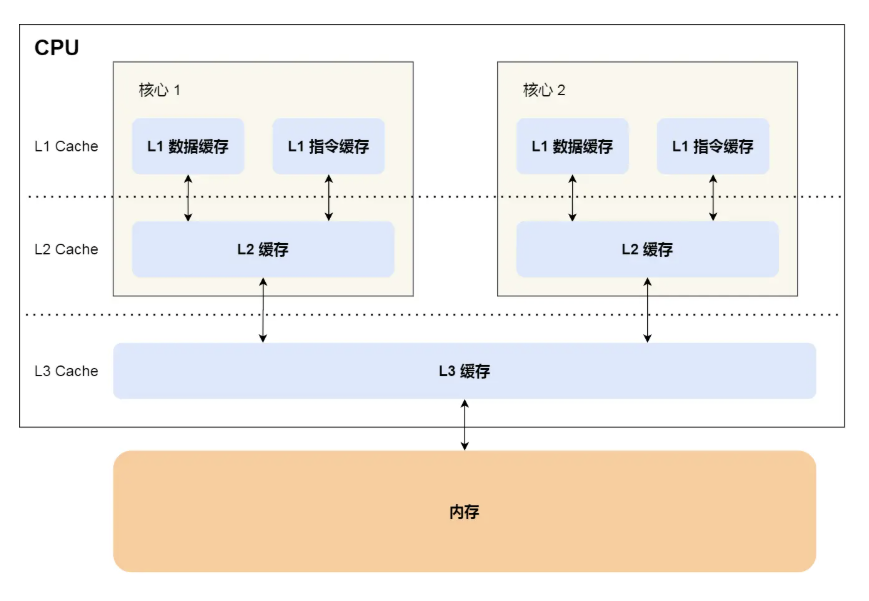 CPU
核心 1
核心 2
L1 Cache
L1 数据缓存
L1 指令缓存
L1 数据缓存
L1 指令缓存
L2 Cache
L2 缓存
L2 缓存
L3 Cache
L3 缓存
内存